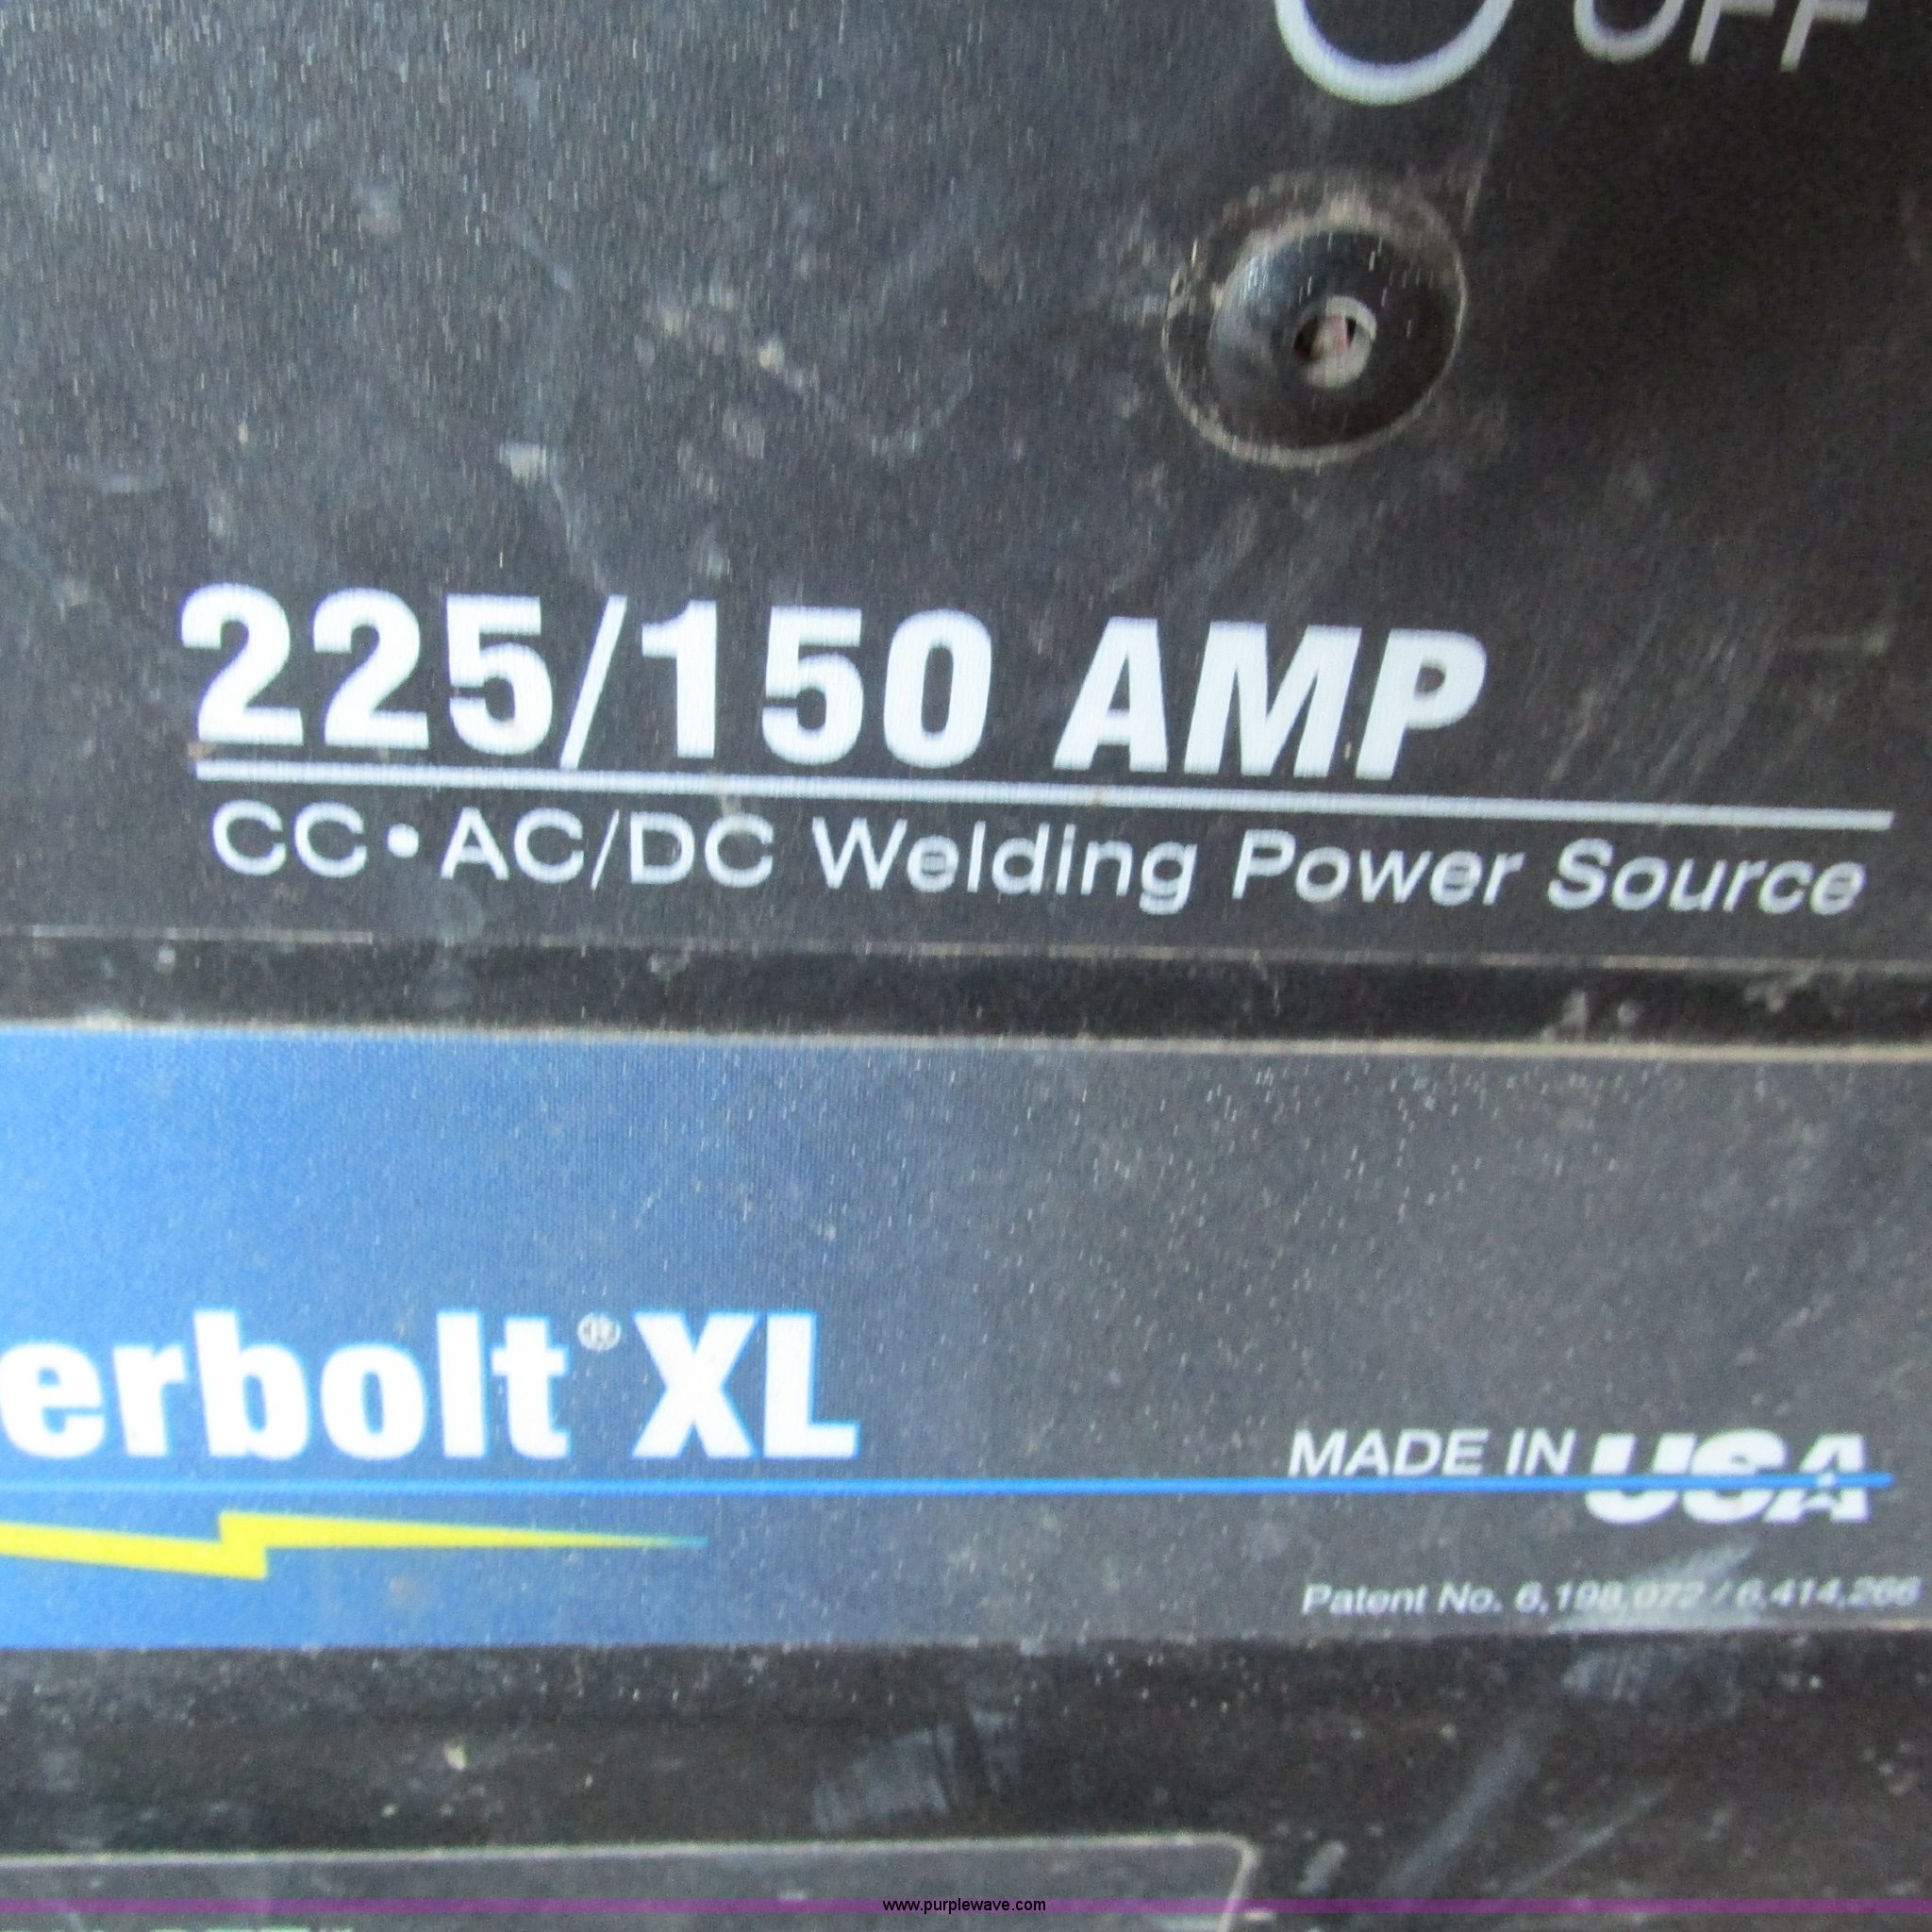 OFF
225/150 AMP
CC•AC/DC Welding Power Source
erbolt® XL
MADE IN USA
Patent No. 6,198,072 / 6,414,266
www.purplewave.com